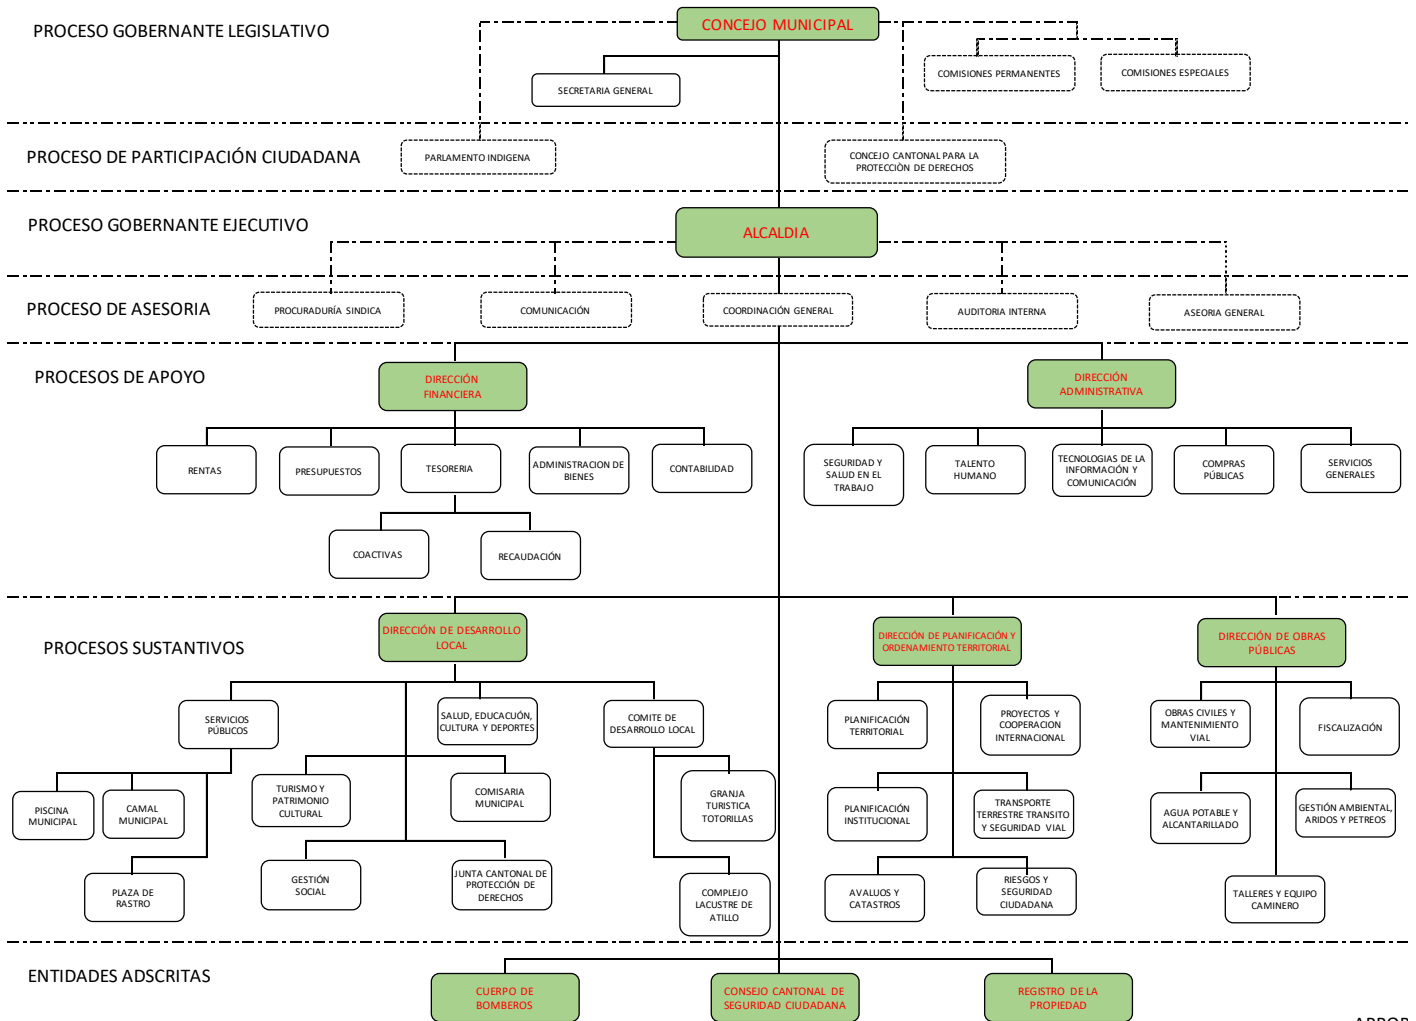 PROCESO GOBERNANTE LEGISLATIVO
CONCEJO MUNICIPAL
SECRETARIA GENERAL
COMISIONES PERMANENTES
COMISIONES ESPECIALES
PROCESO DE PARTICIPACIÓN CIUDADANA
PARLAMENTO INDIGENA
CONCEJO CANTONAL PARA LA
PROTECCIÒN DE DERECHOS
PROCESO GOBERNANTE EJECUTIVO
ALCALDIA
PROCESO DE ASESORIA
PROCURADURÍA SINDICA
COMUNICACIÓN
COORDINACIÓN GENERAL
AUDITORIA INTERNA
ASEORIA GENERAL
PROCESOS DE APOYO
DIRECCIÓN
FINANCIERA
DIRECCIÓN
ADMINISTRATIVA
RENTAS
PRESUPUESTOS
TESORERIA
ADMINISTRACION DE
BIENES
CONTABILIDAD
SEGURIDAD Y
SALUD EN EL
TRABAJO
TALENTO
HUMANO
TECNOLOGIAS DE LA
INFORMACIÓN Y
COMUNICACIÓN
COMPRAS
PÚBLICAS
SERVICIOS
GENERALES
COACTIVAS
RECAUDACIÓN
PROCESOS SUSTANTIVOS
DIRECCIÓN DE DESARROLLO
LOCAL
DIRECCIÓN DE PLANIFICACIÓN Y
ORDENAMIENTO TERRITORIAL
DIRECCIÓN DE OBRAS
PÚBLICAS
SERVICIOS
PÚBLICOS
SALUD, EDUCACUÓN,
CULTURA Y DEPORTES
COMITE DE
DESARROLLO LOCAL
PLANIFICACIÓN
TERRITORIAL
PROYECTOS Y
COOPERACION
INTERNACIONAL
OBRAS CIVILES Y
MANTENIMIENTO
VIAL
FISCALIZACIÓN
PISCINA
MUNICIPAL
CAMAL
MUNICIPAL
TURISMO Y
PATRIMONIO
CULTURAL
COMISARIA
MUNICIPAL
GRANJA
TURISTICA
TOTORILLAS
PLANIFICACIÓN
INSTITUCIONAL
TRANSPORTE
TERRESTRE TRANSITO
Y SEGURIDAD VIAL
AGUA POTABLE Y
ALCANTARILLADO
GESTIÓN AMBIENTAL,
ARIDOS Y PETREOS
PLAZA DE
RASTRO
GESTIÓN
SOCIAL
JUNTA CANTONAL DE
PROTECCIÓN DE
DERECHOS
COMPLEJO
LACUSTRE DE
ATILLO
AVALUOS Y
CATASTROS
RIESGOS Y
SEGURIDAD
CIUDADANA
TALLERES Y EQUIPO
CAMINERO
ENTIDADES ADSCRITAS
CUERPO DE
BOMBEROS
CONSEJO CANTONAL DE
SEGURIDAD CIUDADANA
REGISTRO DE LA
PROPIEDAD